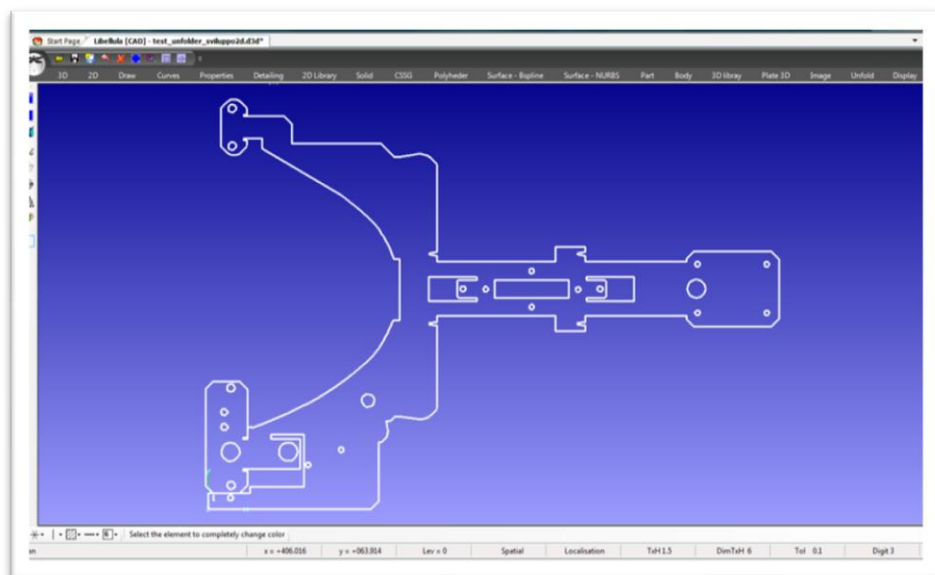 Start Page Libellula [CAD] - test_unfolder_sviluppo2d.d3d*
3D 2D Draw Curves Properties Detailing 2D Library Solid CSSG Polyheder Surface - Bspline Surface - NURBS Part Body 3D libray Plate 3D Image Unfold Display
Select the element to completely change color
x = +406.016 y = +063.814 Lev = 0 Spatial Localisation TxH 1.5 DimTxH 6 Tol 0.1 Digit 3